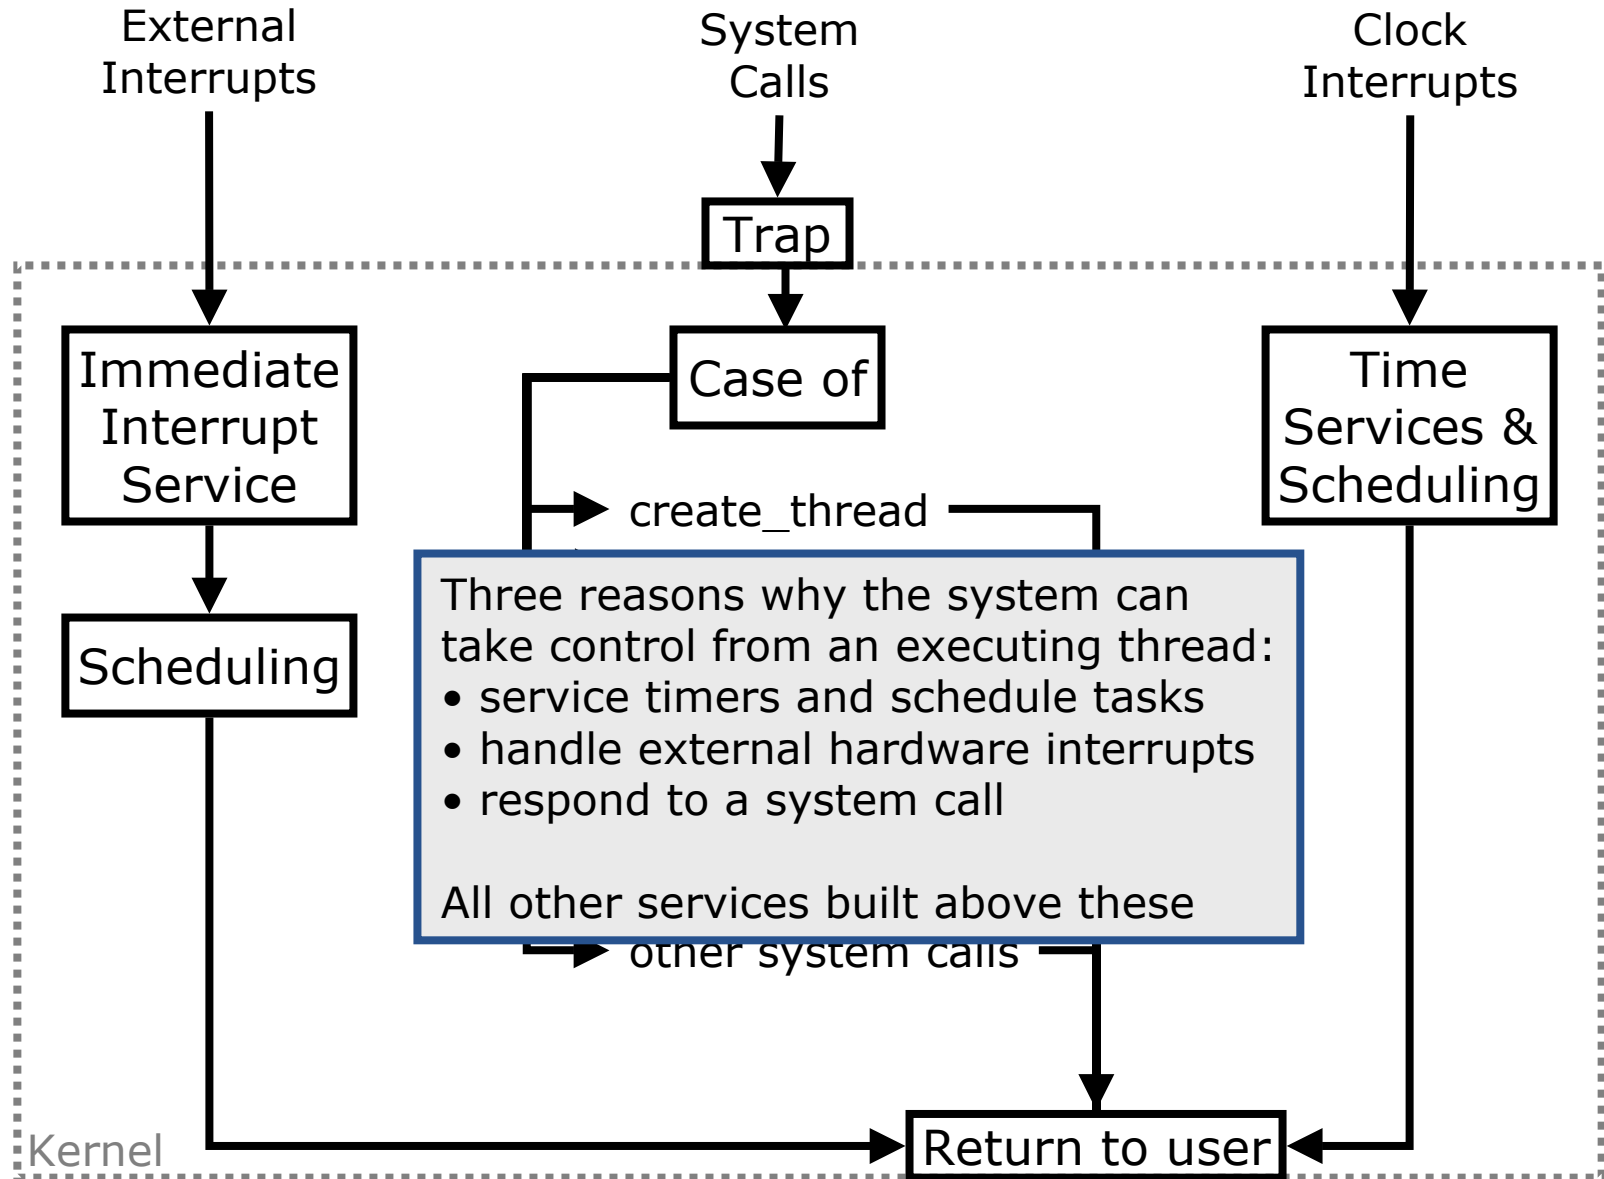 External
Interrupts
System
Calls
Clock
Interrupts
Trap
Immediate
Interrupt
Service
Case of
Time
Services &
Scheduling
create_thread
Scheduling
Three reasons why the system can
take control from an executing thread:
• service timers and schedule tasks
• handle external hardware interrupts
• respond to a system call
All other services built above these
other system calls
Return to user
Kernel